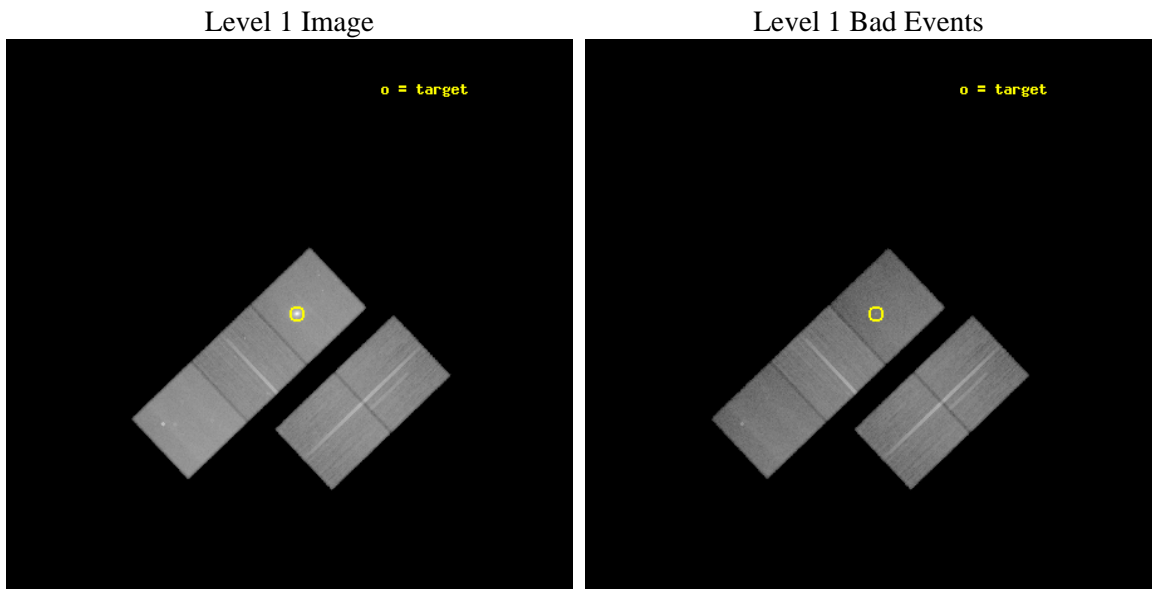 Level 1 Image
Level 1 Bad Events
o = target
o = target